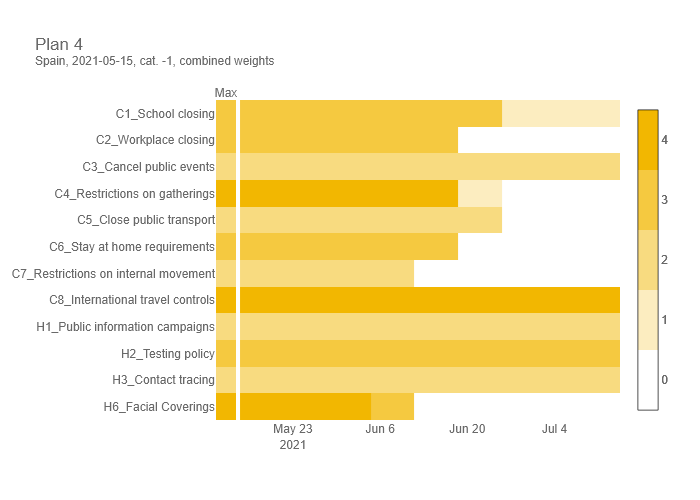 Plan 4
Spain, 2021-05-15, cat. -1, combined weights
Max
C1_School closing
C2_Workplace closing
C3_Cancel public events
C4_Restrictions on gatherings
C5_Close public transport
C6_Stay at home requirements
C7_Restrictions on internal movement
C8_International travel controls
H1_Public information campaigns
H2_Testing policy
H3_Contact tracing
H6_Facial Coverings
May 23 Jun 6 Jun 20 Jul 4
2021
4
3
2
1
0